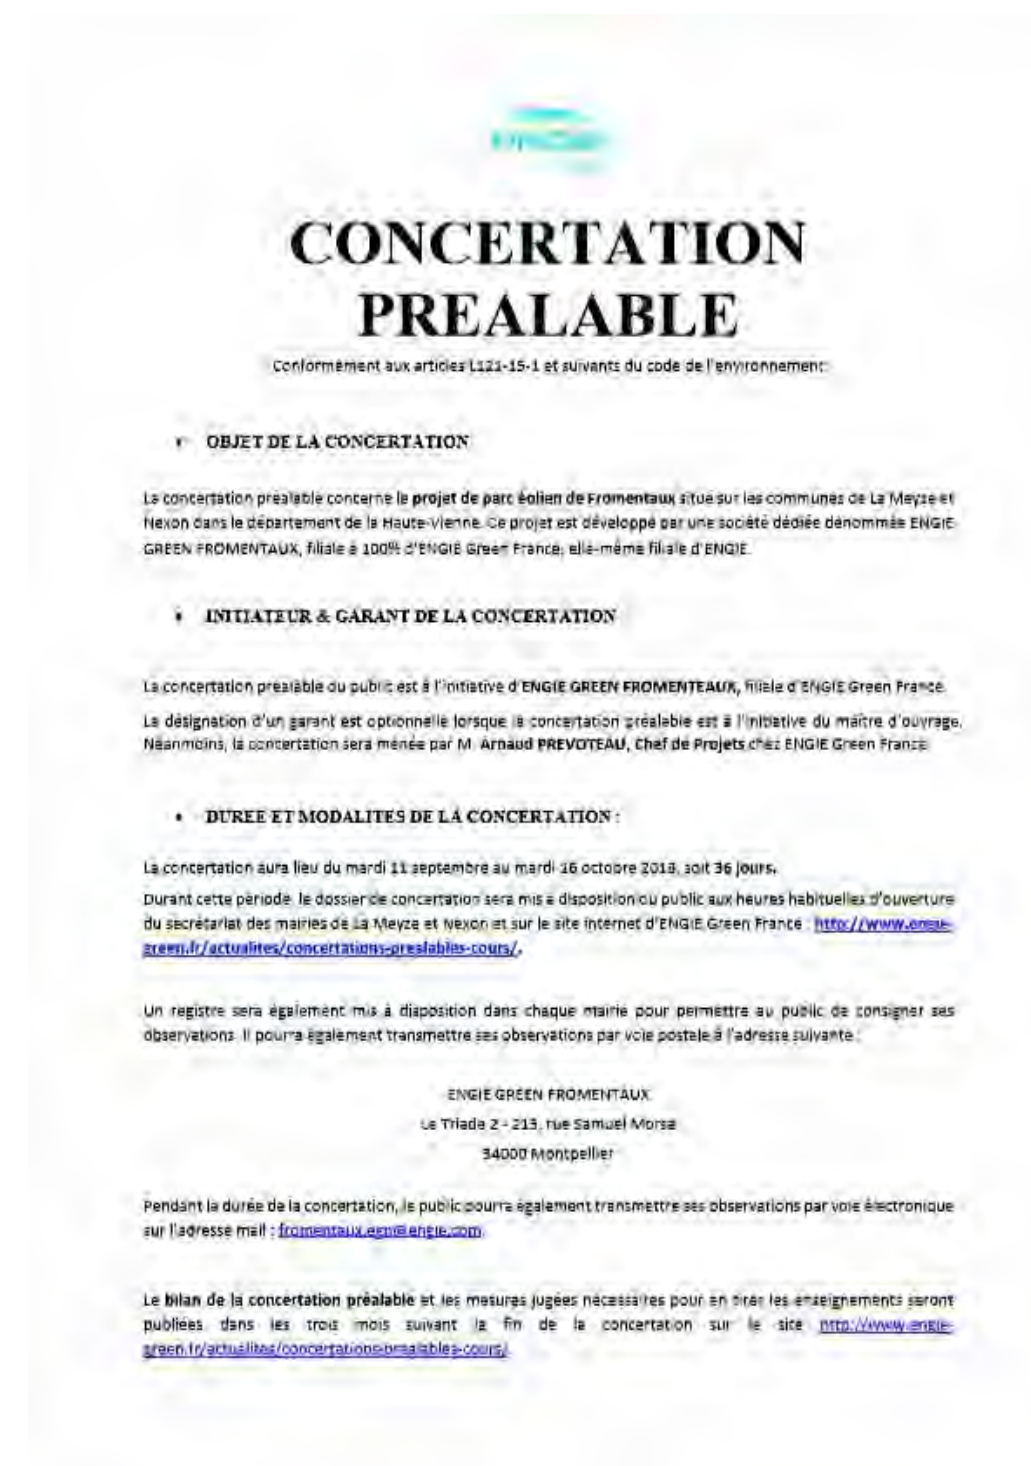 CONCERTATION
PREALABLE
Conformément aux articles L121-15-1 et suivants du code de l'environnement
• OBJET DE LA CONCERTATION
La concertation préalable concerne le projet de parc éolien de Fromentaux situé sur les communes de La Meyze et
Nexon dans le département de la Haute-Vienne. Ce projet est développé par une société dédiée dénommée ENGIE
GREEN FROMENTAUX, filiale à 100% d'ENGIE Green France, elle-même filiale d'ENGIE.
• INITIATEUR & GARANT DE LA CONCERTATION
La concertation préalable du public est à l'initiative d'ENGIE GREEN FROMENTEAUX, filiale d'ENGIE Green France.
La désignation d'un garant est optionnelle lorsque la concertation préalable est à l'initiative du maître d'ouvrage.
Néanmoins, la concertation sera menée par M. Arnaud PREVOTEAU, Chef de Projets chez ENGIE Green France
• DUREE ET MODALITES DE LA CONCERTATION :
La concertation aura lieu du mardi 11 septembre au mardi 16 octobre 2018, soit 36 jours.
Durant cette période, le dossier de concertation sera mis à disposition du public aux heures habituelles d'ouverture
du secrétariat des mairies de La Meyze et Nexon et sur le site internet d'ENGIE Green France : http://www.engie-
green.fr/actualites/concertations-prealables-cours/.
Un registre sera également mis à disposition dans chaque mairie pour permettre au public de consigner ses
observations. Il pourra également transmettre ses observations par voie postale à l'adresse suivante :
ENGIE GREEN FROMENTAUX
Le Triade 2 - 215, rue Samuel Morse
34000 Montpellier
Pendant la durée de la concertation, le public pourra également transmettre ses observations par voie électronique
sur l'adresse mail : fromentaux.egn@engie.com
Le bilan de la concertation préalable et les mesures jugées nécessaires pour en tirer les enseignements seront
publiées dans les trois mois suivant la fin de la concertation sur le site http://www.engie-
green.fr/actualites/concertations-prealables-cours/